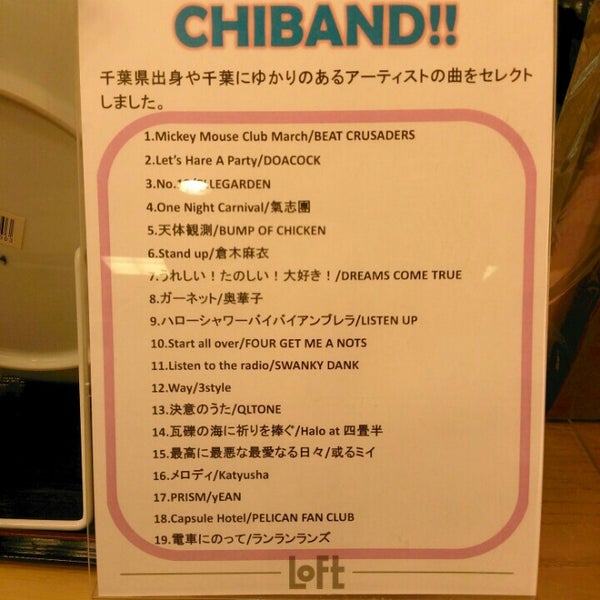 CHIBAND!!
千葉県出身や千葉にゆかりのあるアーティストの曲をセレクト
しました。
1.Mickey Mouse Club March/BEAT CRUSADERS
2.Let's Hare A Party/DOACOCK
3.No.13/ELLEGARDEN
4.One Night Carnival/氣志團
5.天体観測/BUMP OF CHICKEN
6.Stand up/倉木麻衣
7.うれしい！たのしい！大好き！/DREAMS COME TRUE
8.ガーネット/奥華子
9.ハローシャワーバイバイアンブレラ/LISTEN UP
10.Start all over/FOUR GET ME A NOTS
11.Listen to the radio/SWANKY DANK
12.Way/3style
13.決意のうた/QLTONE
14.瓦礫の海に祈りを捧ぐ/Halo at 四畳半
15.最高に最悪な最愛なる日々/或るミイ
16.メロディ/Katyusha
17.PRISM/yEAN
18.Capsule Hotel/PELICAN FAN CLUB
19.電車にのって/ランランランズ
LoFt